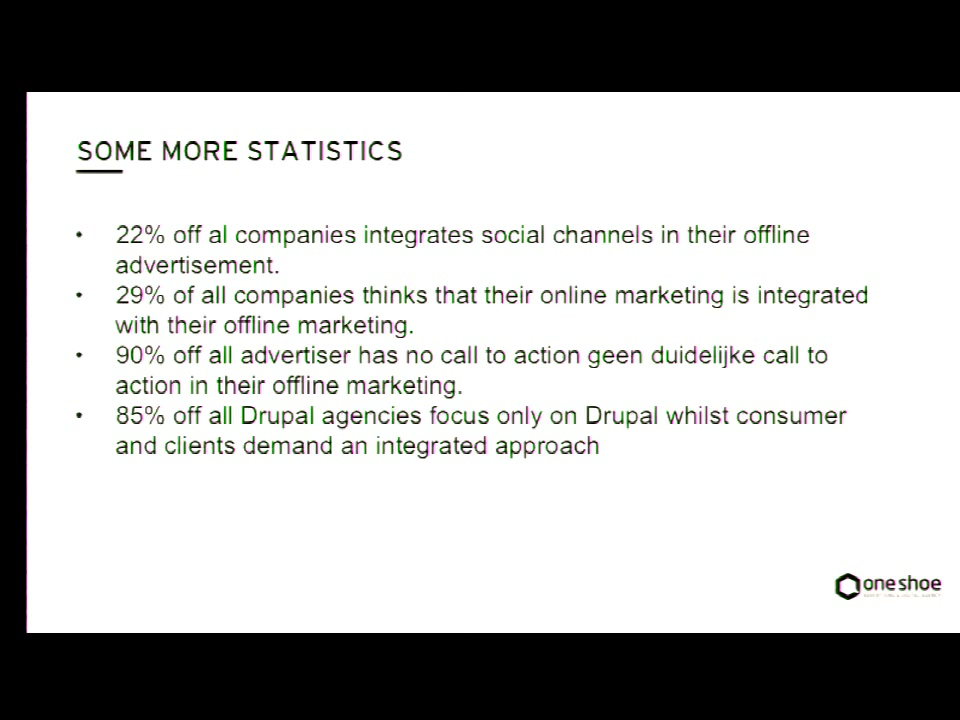 SOME MORE STATISTICS
• 22% off al companies integrates social channels in their offline
advertisement.
• 29% of all companies thinks that their online marketing is integrated
with their offline marketing.
• 90% off all advertiser has no call to action geen duidelijke call to
action in their offline marketing.
• 85% off all Drupal agencies focus only on Drupal whilst consumer
and clients demand an integrated approach
oneshoe